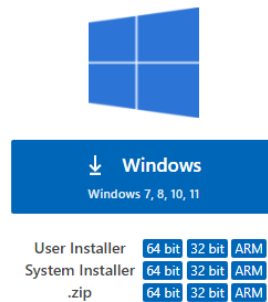 Windows
Windows 7, 8, 10, 11
User Installer 64 bit 32 bit ARM
System Installer 64 bit 32 bit ARM
.zip 64 bit 32 bit ARM